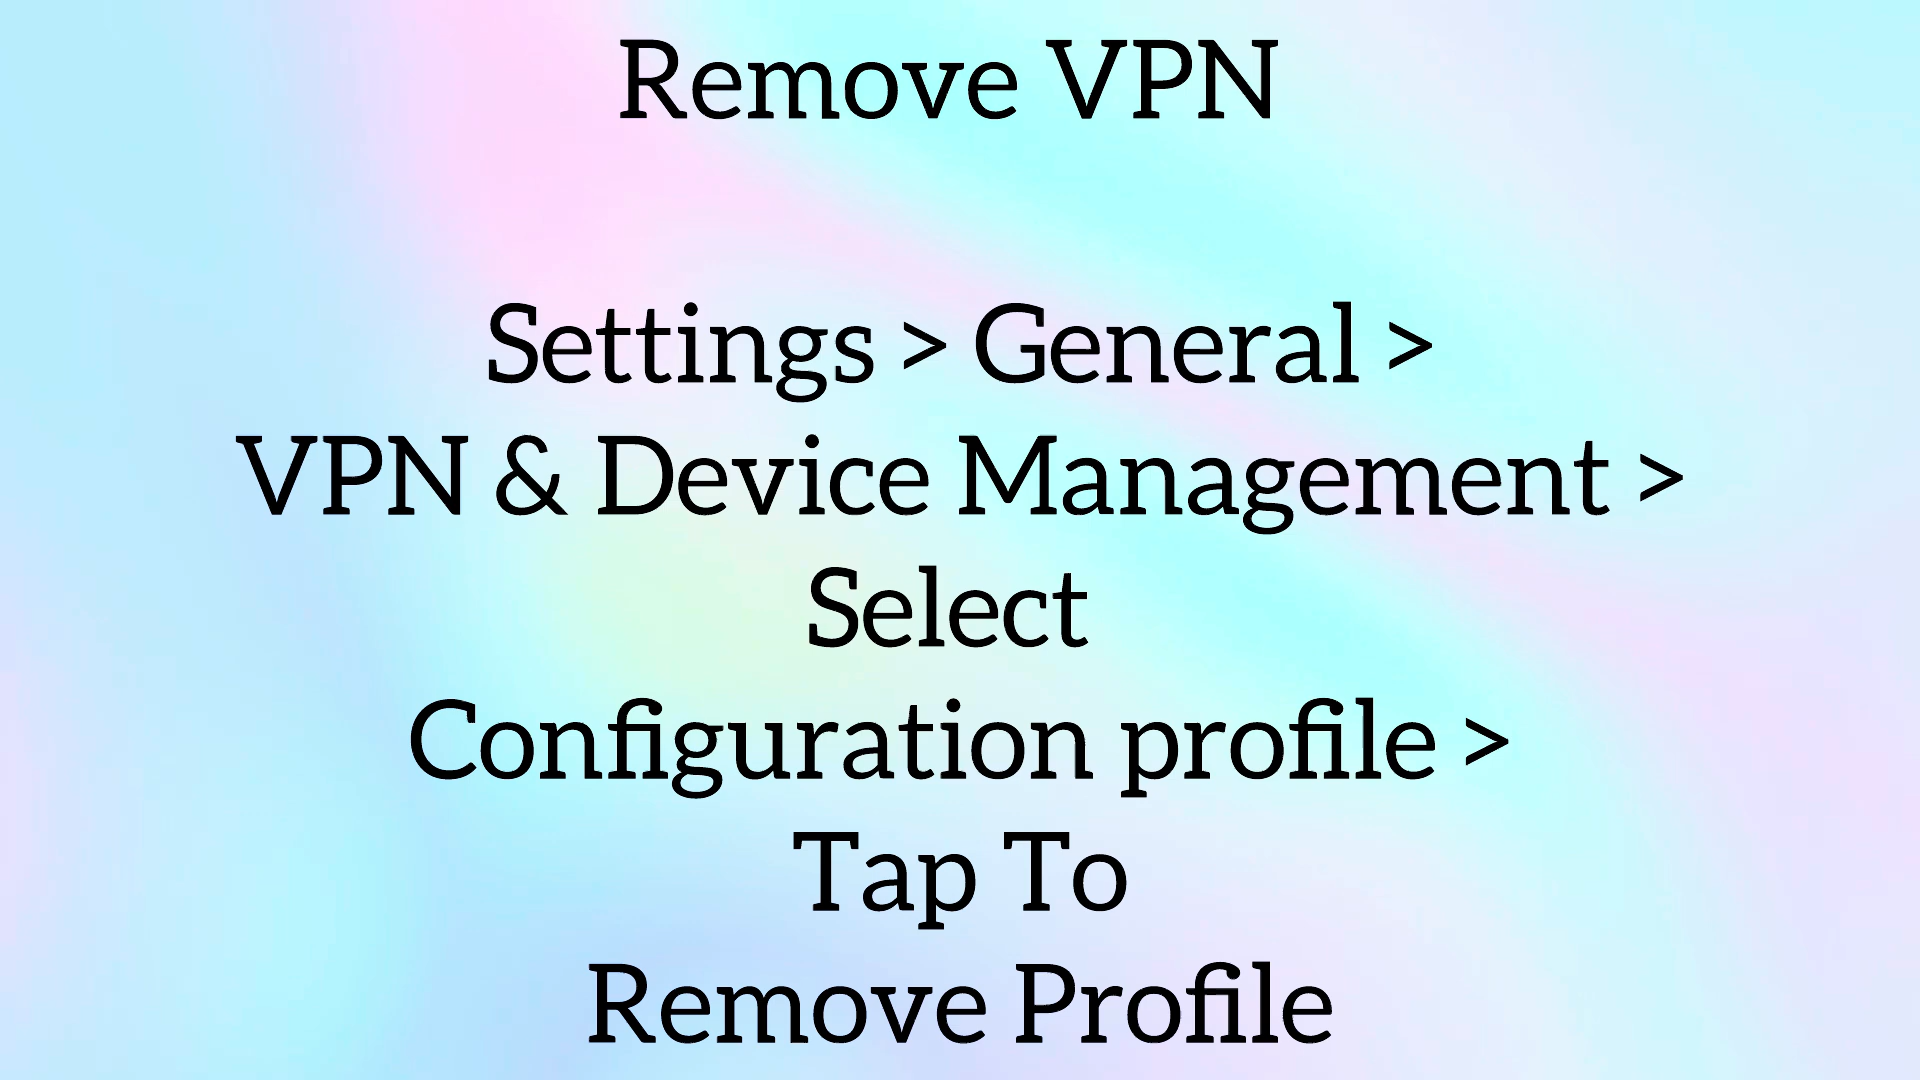 Remove VPN
Settings > General >
VPN & Device Management >
Select
Configuration profile >
Tap To
Remove Profile